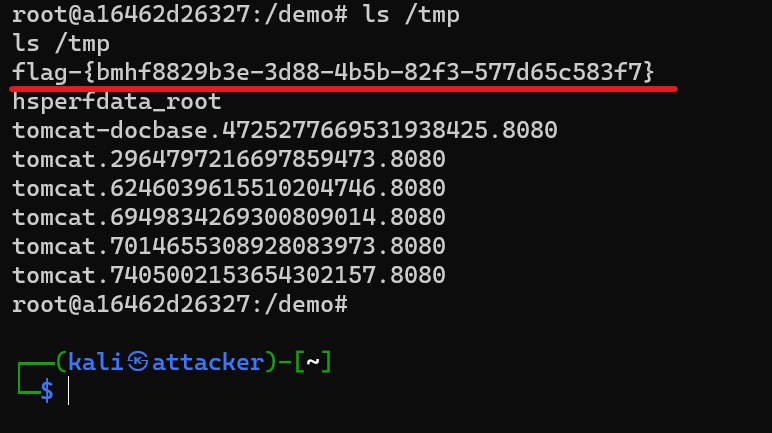 root@a16462d26327:/demo# ls /tmp
ls /tmp
flag-{bmhf8829b3e-3d88-4b5b-82f3-577d65c583f7}
hsperfdata_root
tomcat-docbase.4725277669531938425.8080
tomcat.2964797216697859473.8080
tomcat.6246039615510204746.8080
tomcat.6949834269300809014.8080
tomcat.7014655308928083973.8080
tomcat.7405002153654302157.8080
root@a16462d26327:/demo#
┌──(kali㉿attacker)-[~]
└─$